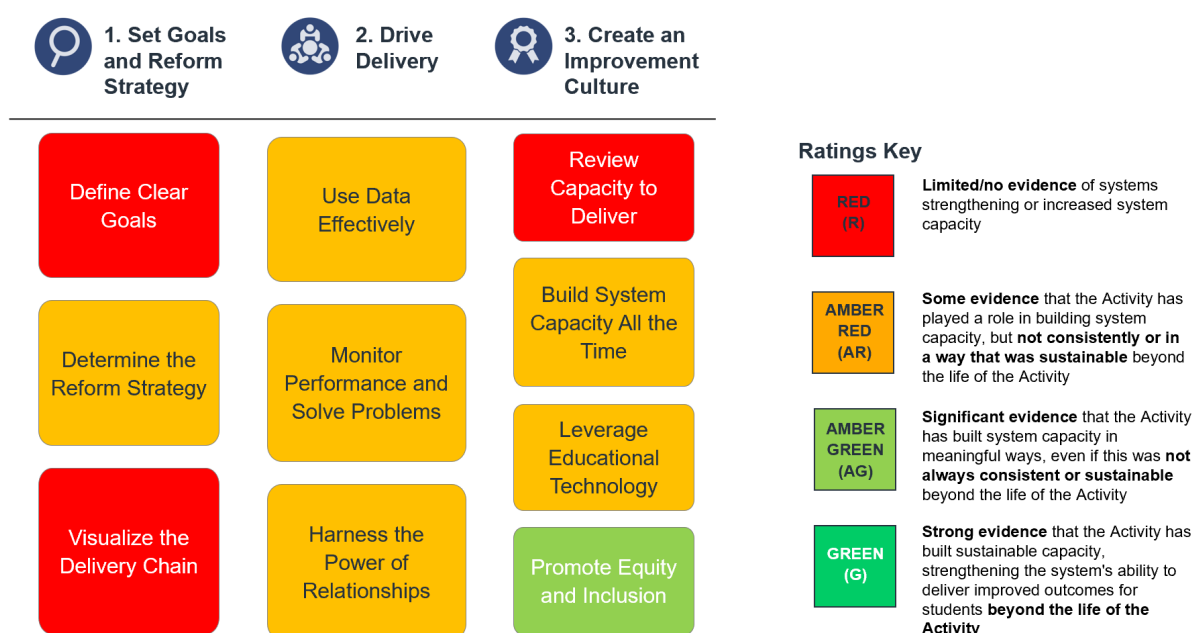 1. Set Goals
and Reform
Strategy
2. Drive
Delivery
3. Create an
Improvement
Culture
Define Clear
Goals
Determine the
Reform Strategy
Visualize the
Delivery Chain
Use Data
Effectively
Monitor
Performance and
Solve Problems
Harness the
Power of
Relationships
Review
Capacity to
Deliver
Build System
Capacity All the
Time
Leverage
Educational
Technology
Promote Equity
and Inclusion
Ratings Key
RED
(R)
Limited/no evidence of systems
strengthening or increased system
capacity
AMBER
RED
(AR)
Some evidence that the Activity has
played a role in building system
capacity, but not consistently or in
a way that was sustainable beyond
the life of the Activity
AMBER
GREEN
(AG)
Significant evidence that the Activity
has built system capacity in
meaningful ways, even if this was not
always consistent or sustainable
beyond the life of the Activity
GREEN
(G)
Strong evidence that the Activity has
built sustainable capacity,
strengthening the system's ability to
deliver improved outcomes for
students beyond the life of the
Activity